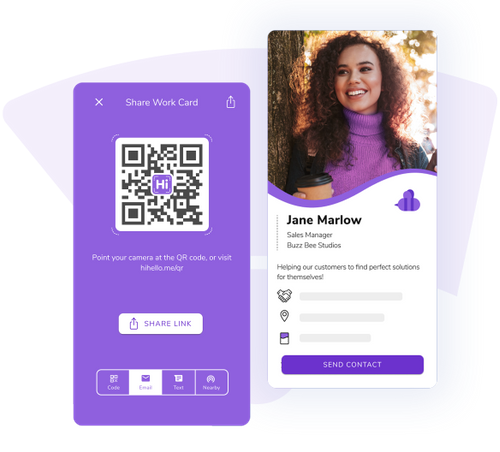 Share Work Card
Hi
Point your camera at the QR code, or visit
hihello.me/qr
SHARE LINK
Code
Email
Text
Nearby
Jane Marlow
Sales Manager
Buzz Bee Studios
Helping our customers to find perfect solutions
for themselves!
SEND CONTACT